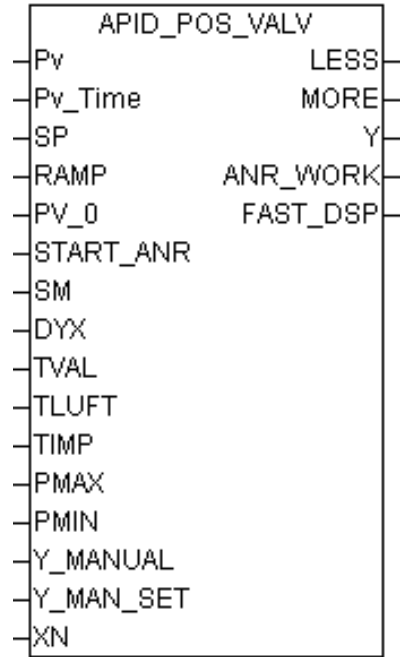 APID_POS_VALV
Pv LESS
Pv_Time MORE
SP Y
RAMP ANR_WORK
PV_0 FAST_DSP
START_ANR
SM
DYX
TVAL
TLUFT
TIMP
PMAX
PMIN
Y_MANUAL
Y_MAN_SET
XN